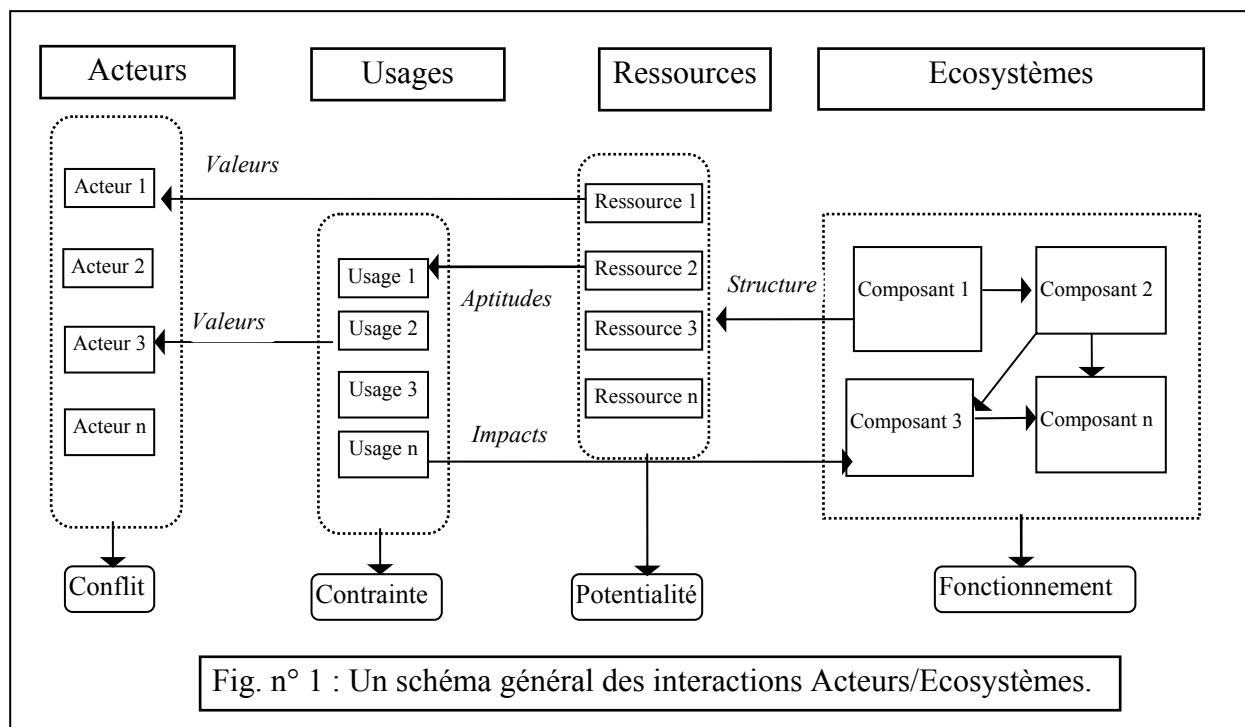 Acteurs
Usages
Ressources
Ecosystèmes
Valeurs
Acteur 1
Ressource 1
Acteur 2
Usage 1
Aptitudes
Ressource 2
Structure
Composant 1
Composant 2
Valeurs
Acteur 3
Usage 2
Ressource 3
Usage 3
Ressource n
Acteur n
Usage n
Impacts
Composant 3
Composant n
Conflit
Contrainte
Potentialité
Fonctionnement
Fig. n° 1 : Un schéma général des interactions Acteurs/Ecosystèmes.